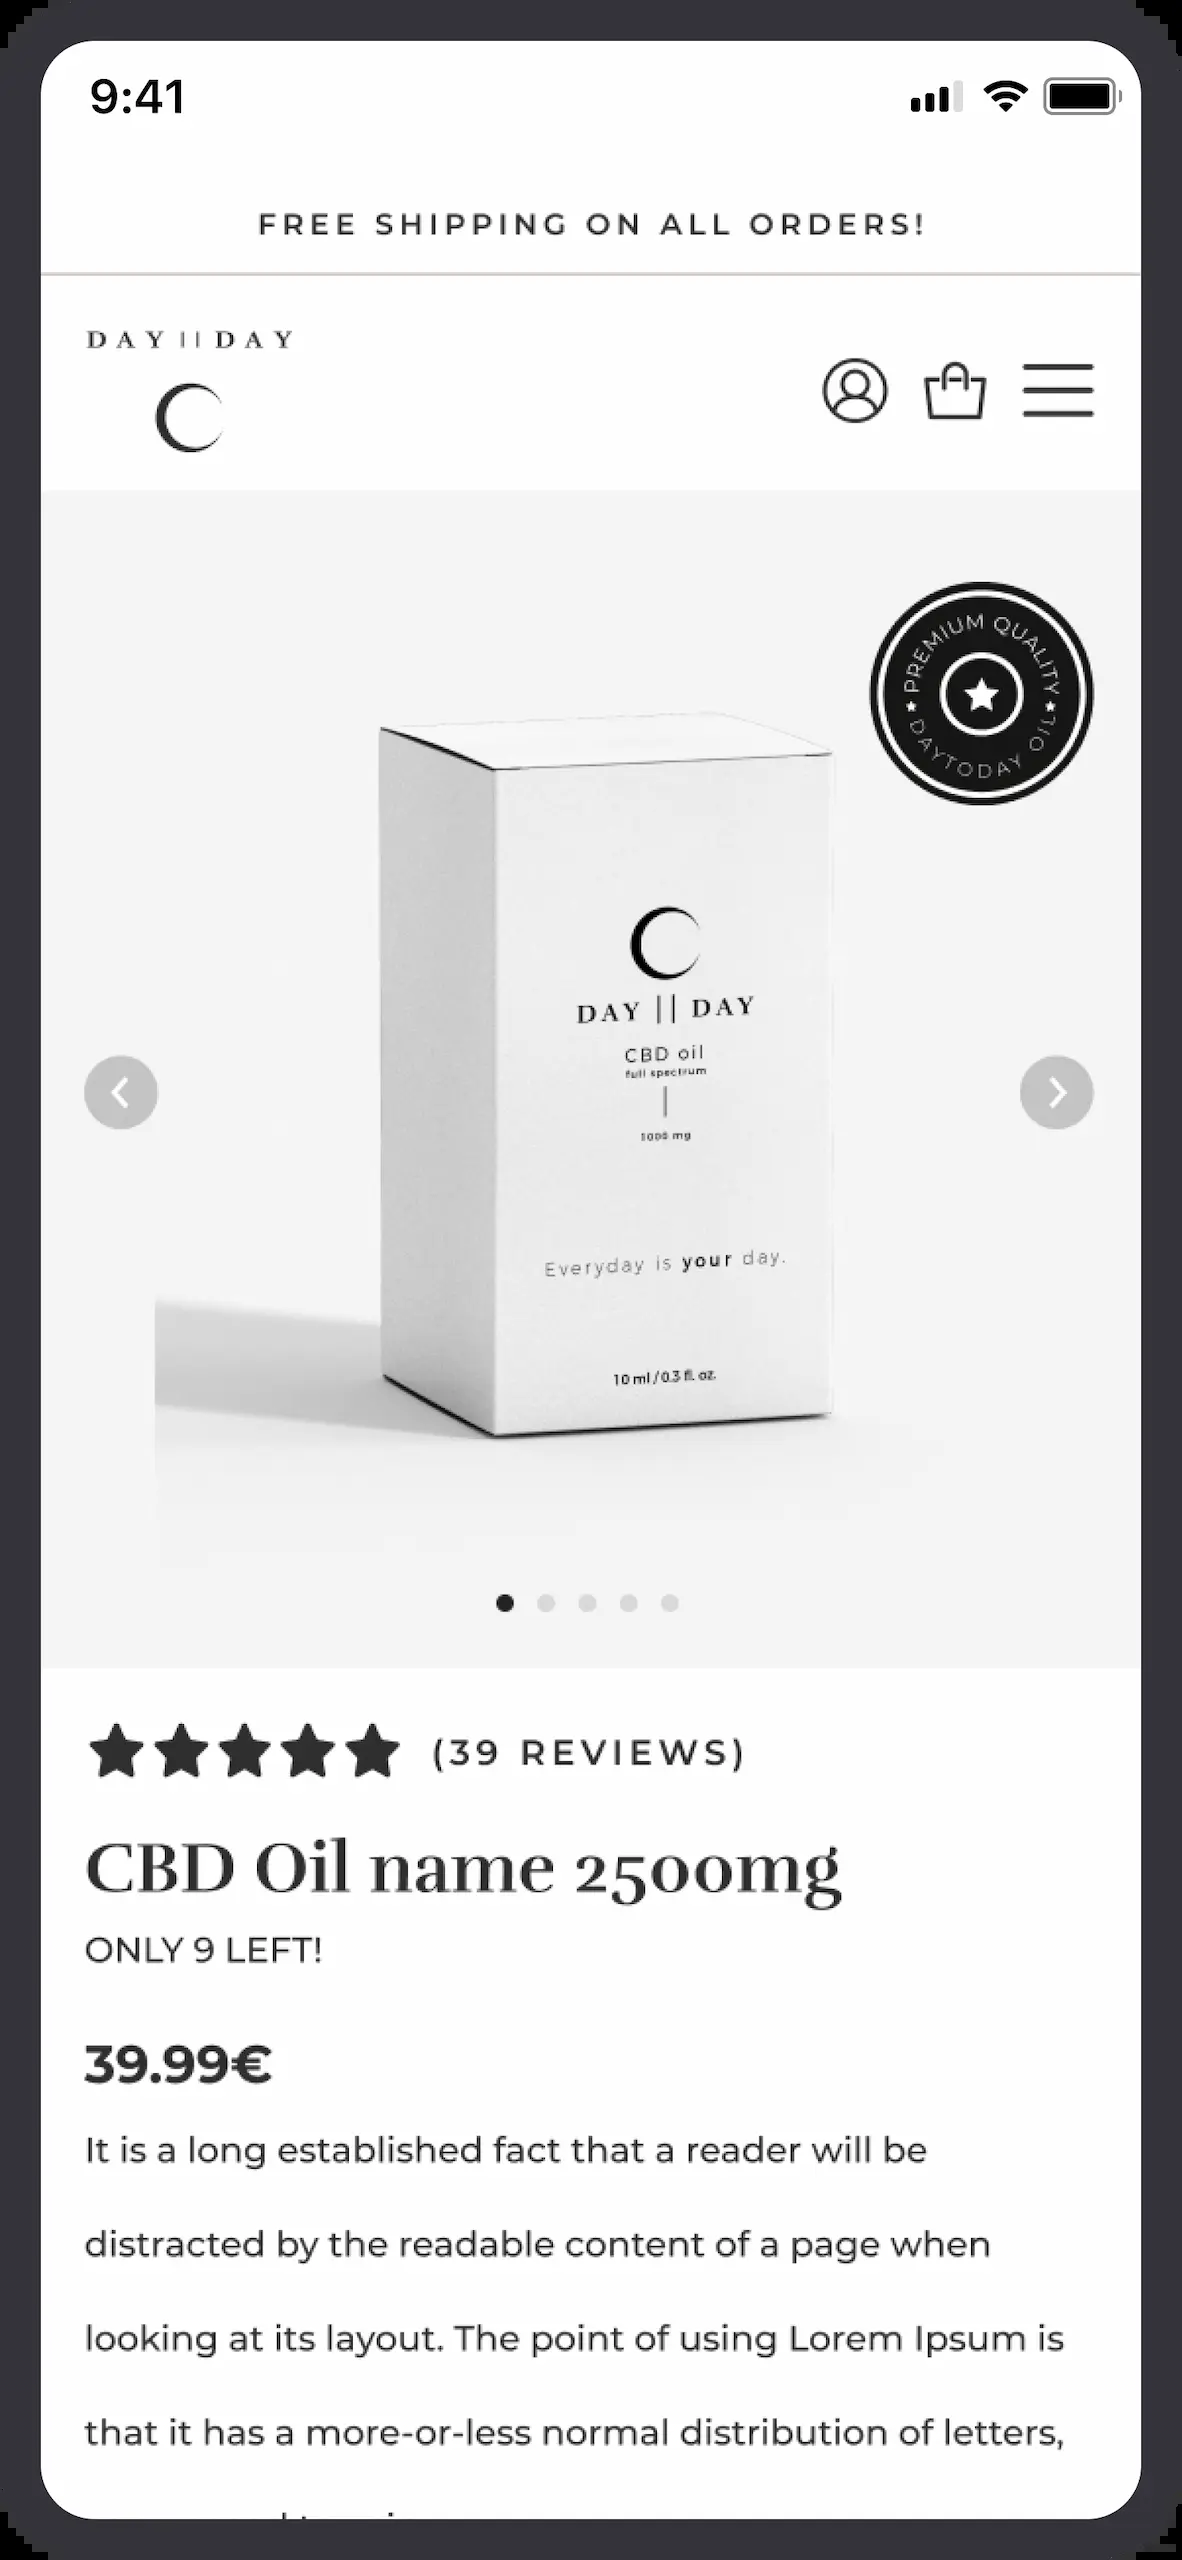 9:41
FREE SHIPPING ON ALL ORDERS!
DAY || DAY
PREMIUM QUALITY
DAYTODAY OIL
DAY || DAY
CBD oil
full spectrum
1000 mg
Everyday is your day.
10 ml / 0.3 fl. oz.
(39 REVIEWS)
CBD Oil name 2500mg
ONLY 9 LEFT!
39.99€
It is a long established fact that a reader will be
distracted by the readable content of a page when
looking at its layout. The point of using Lorem Ipsum is
that it has a more-or-less normal distribution of letters,